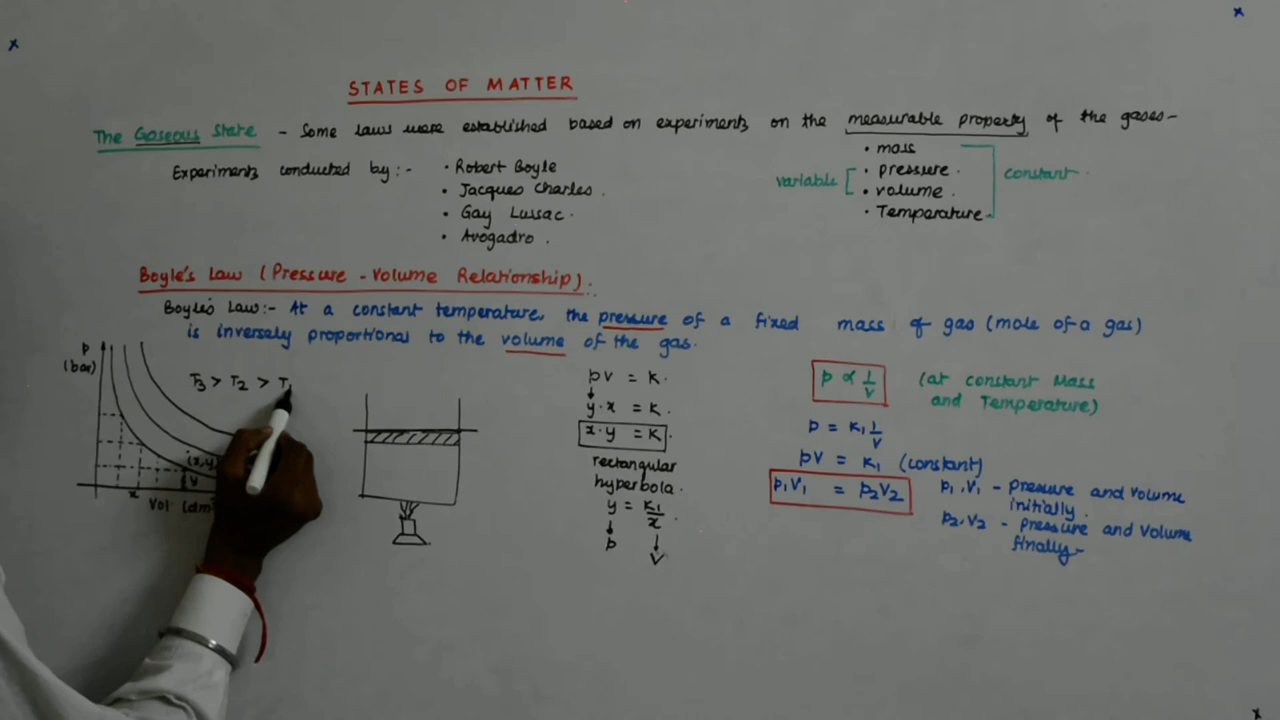 STATES OF MATTER
The Gaseous State - Some laws were established based on experiments on the measurable property of the gases-
Experiments conducted by:-
• Robert Boyle
• Jacques Charles.
• Gay Lussac.
• Avogadro.
• mass
• pressure.
• volume.
• Temperature
variable
constant.
Boyle's Law (Pressure - Volume Relationship).
Boyle's Law:- At a constant temperature, the pressure of a fixed mass of gas (mole of a gas)
is inversely proportional to the volume of the gas.
P
(bar)
T3 > T2 > T1
(x,y
v
x
Vol (dm
pv = K.
y·x = K.
x·y = K.
rectangular
hyperbola.
y = K1/x.
p V
p ∝ 1/V
(at constant Mass
and Temperature)
p = K1 1/V
pV = K1 (constant)
P1V1 = P2V2
P1, V1 - Pressure and Volume
initially.
P2, V2 - Pressure and Volume
finally-